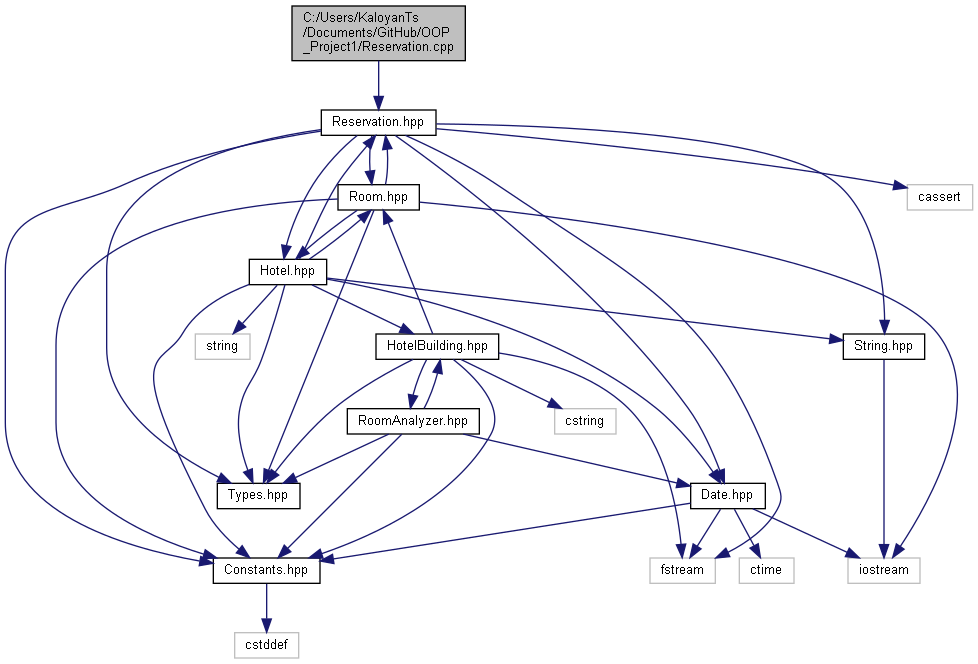 C:/Users/KaloyanTs
/Documents/GitHub/OOP
_Project1/Reservation.cpp
Reservation.hpp
Room.hpp
cassert
Hotel.hpp
string
HotelBuilding.hpp
String.hpp
RoomAnalyzer.hpp
cstring
Types.hpp
Date.hpp
Constants.hpp
fstream
ctime
iostream
cstddef